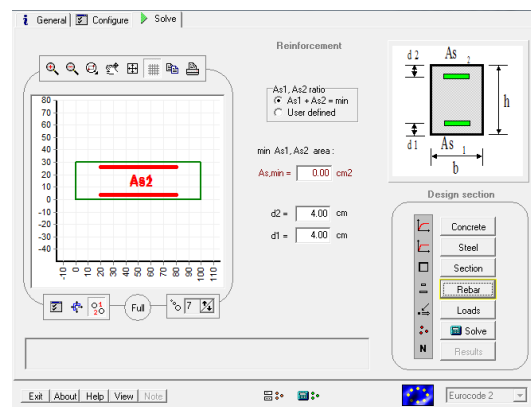 General Configure Solve
Reinforcement
As1, As2 ratio
As1 + As2 = min
User defined
min As1, As2 area :
As,min = 0.00 cm2
d2 = 4.00 cm
d1 = 4.00 cm
80
70
60
50
40
30
20
10
0
-10
-20
-30
-40
As2
-10 0 10 20 30 40 50 60 70 80 90 100 110
1
2
Full
7
d2 As 2
h
d1 As 1
b
Design section
Concrete
Steel
Section
Rebar
Loads
Solve
N Results
Exit About Help View Note
Eurocode 2